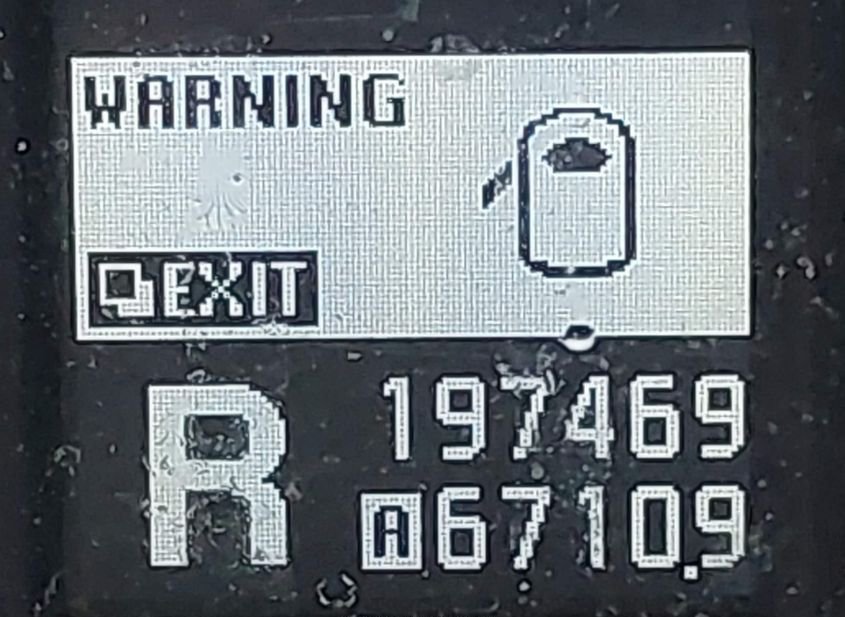 WARNING
EXIT
R
197469
A 6710.9